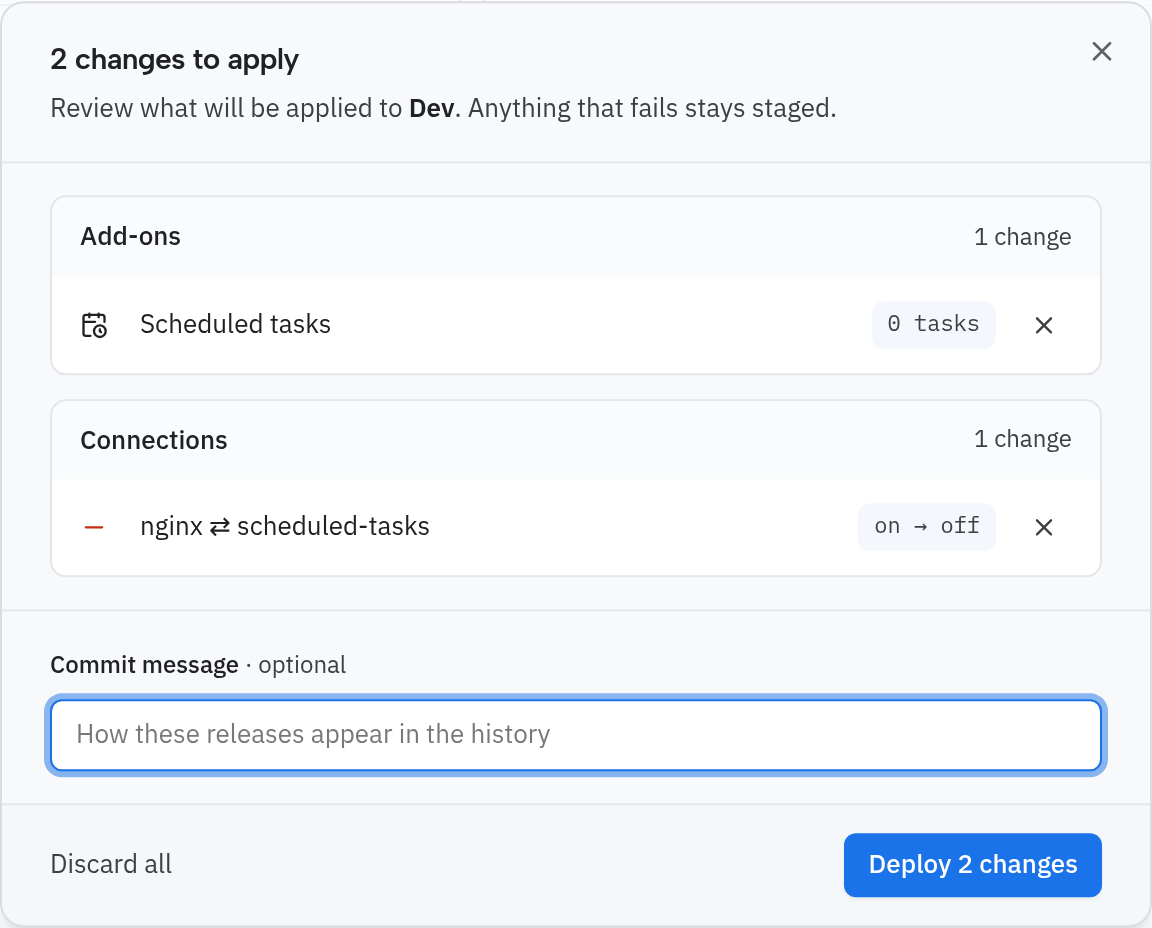 2 changes to apply
Review what will be applied to Dev. Anything that fails stays staged.
Add-ons
1 change
Scheduled tasks
0 tasks
Connections
1 change
nginx ⇄ scheduled-tasks
on → off
Commit message · optional
How these releases appear in the history
Discard all
Deploy 2 changes